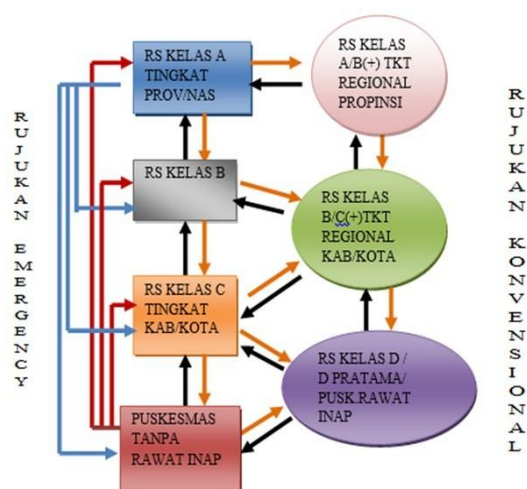 RUJUKAN EMERGENCY
RS KELAS A
TINGKAT
PROV/NAS
RS KELAS
A/B(+) TKT
REGIONAL
PROPINSI
RS KELAS B
RS KELAS
B/C(+)TKT
REGIONAL
KAB/KOTA
RS KELAS C
TINGKAT
KAB/KOTA
RS KELAS D /
D PRATAMA/
PUSK.RAWAT
INAP
PUSKESMAS
TANPA
RAWAT INAP
RUJUKAN KONVENSIONAL